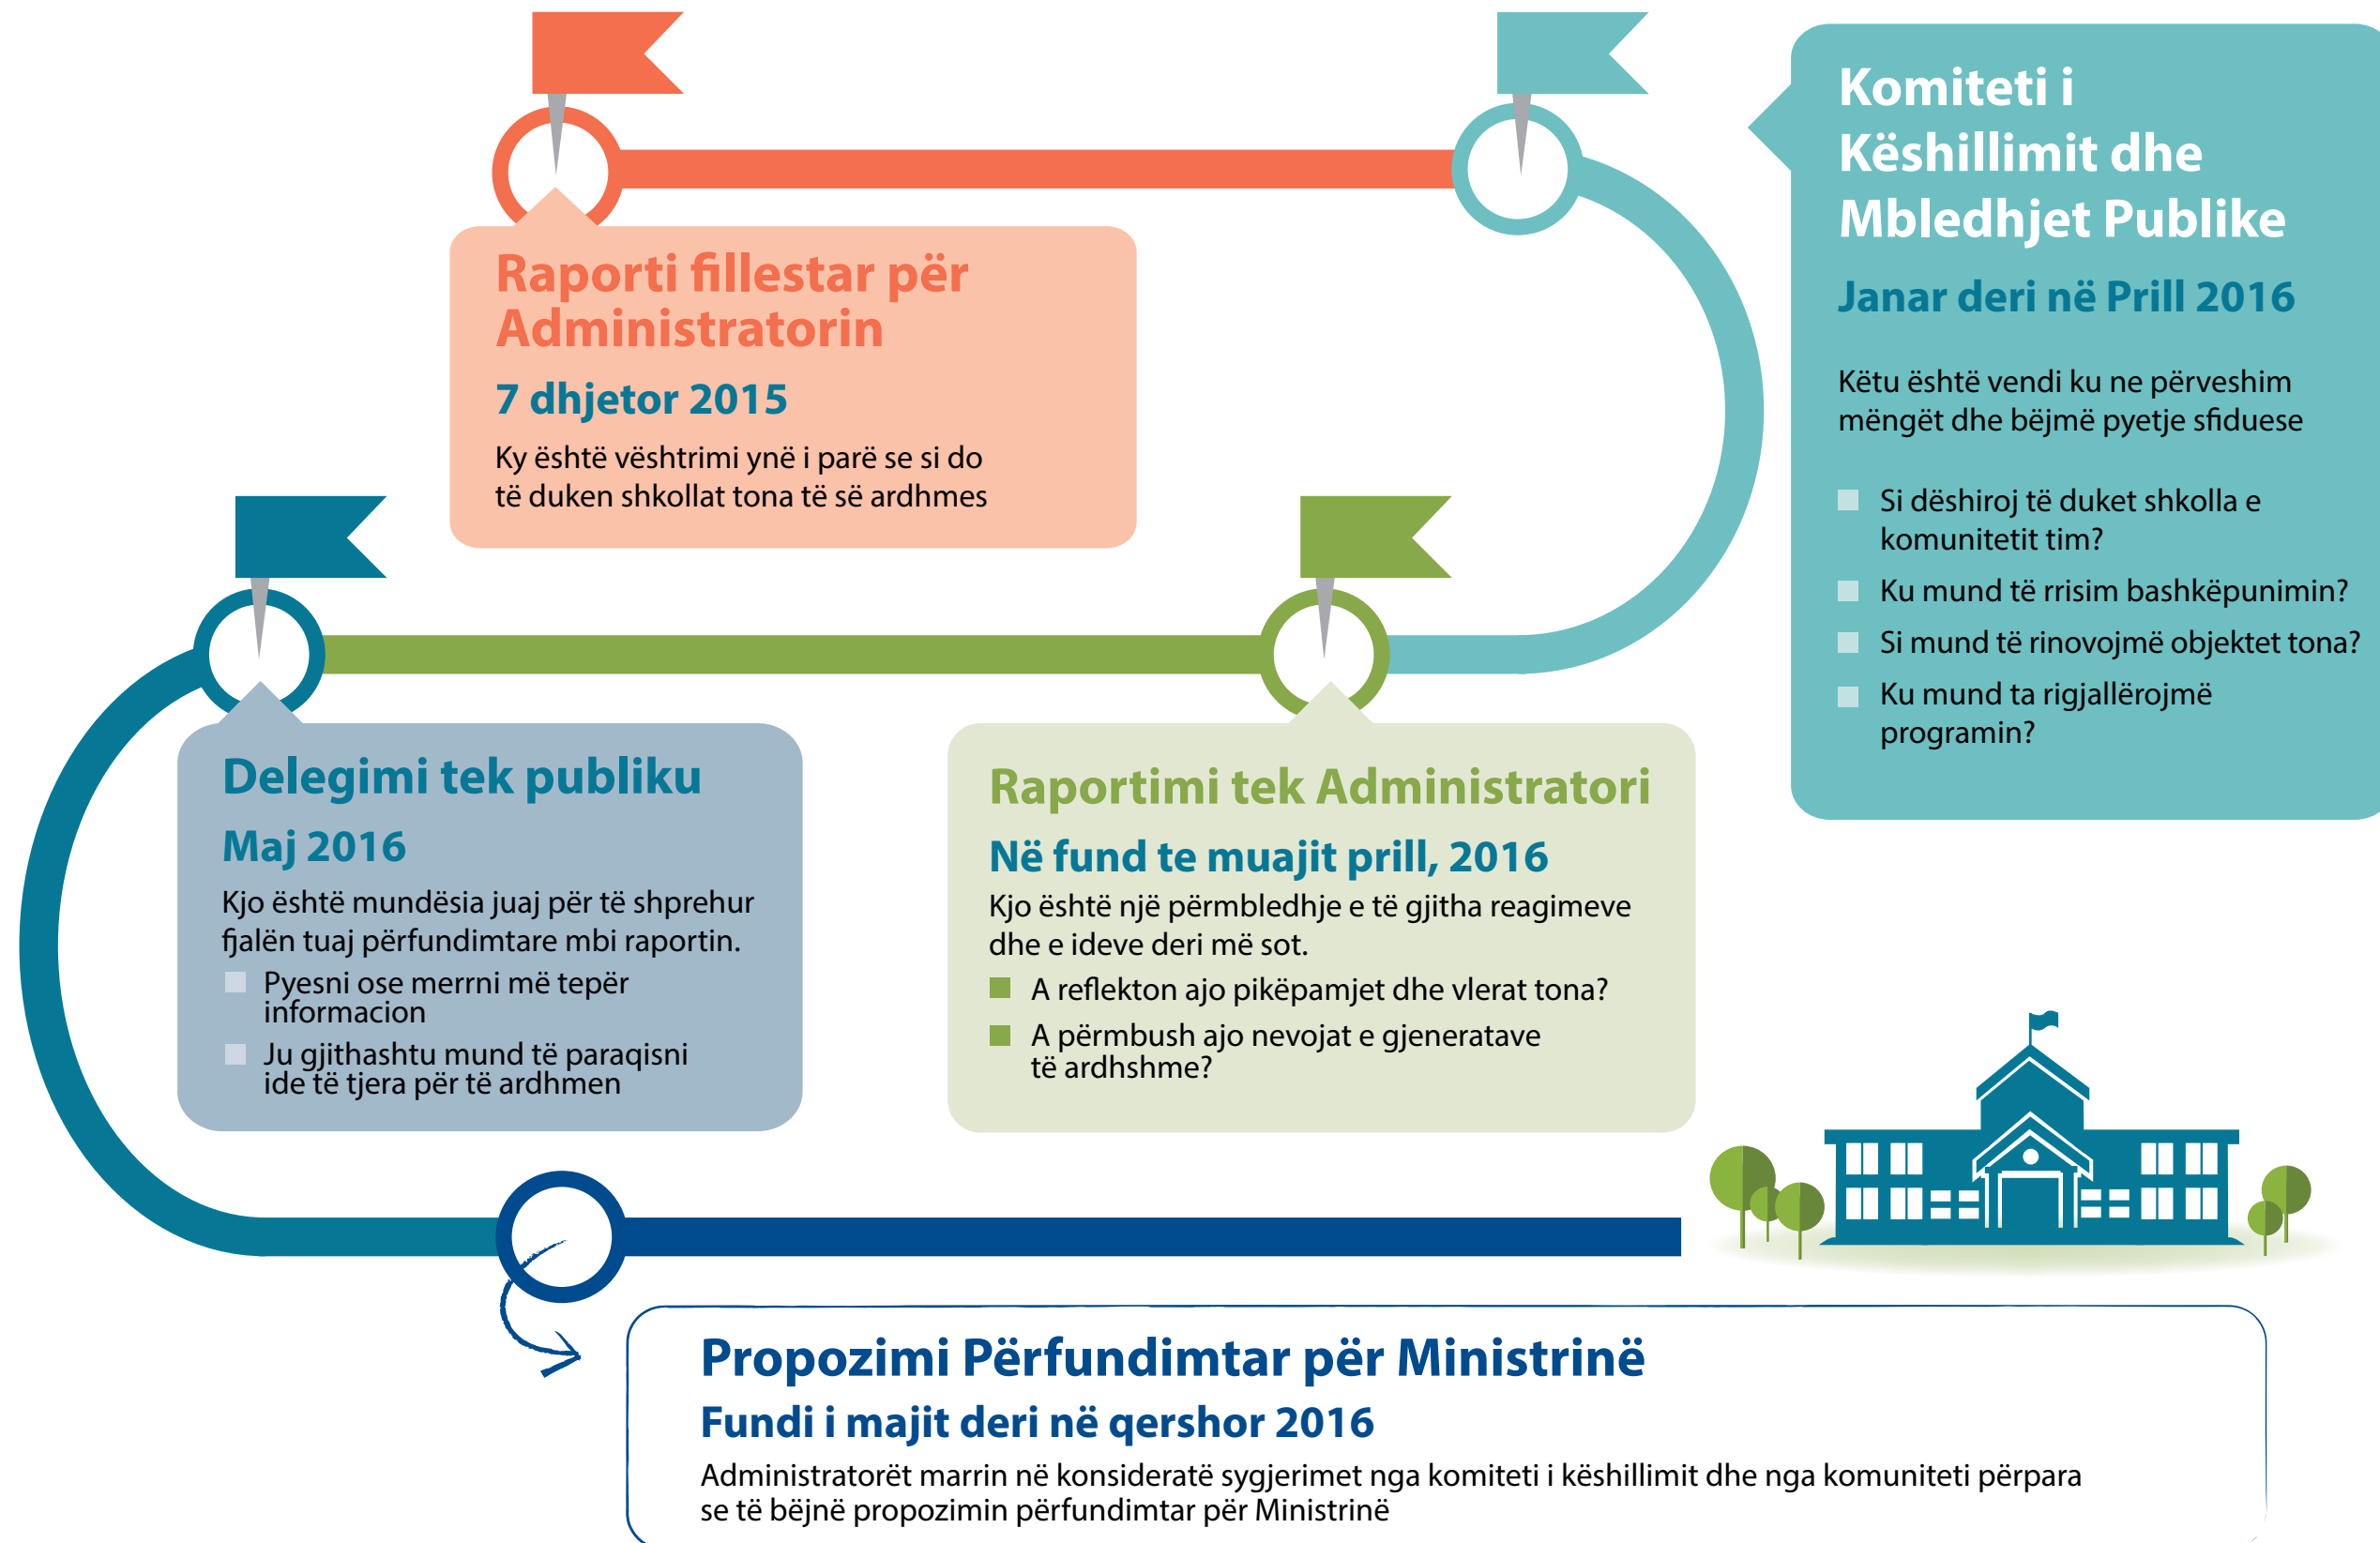 Raporti fillestar për
Administratorin
7 dhjetor 2015
Ky është vështrimi ynë i parë se si do
të duken shkollat tona të së ardhmes
Komiteti i
Këshillimit dhe
Mbledhjet Publike
Janar deri në Prill 2016
Këtu është vendi ku ne përveshim
mëngët dhe bëjmë pyetje sfiduese
Si dëshiroj të duket shkolla e
komunitetit tim?
Ku mund të rrisim bashkëpunimin?
Si mund të rinovojmë objektet tona?
Ku mund ta rigjallërojmë
programin?
Raportimi tek Administratori
Në fund te muajit prill, 2016
Kjo është një përmbledhje e të gjitha reagimeve
dhe e ideve deri më sot.
A reflekton ajo pikëpamjet dhe vlerat tona?
A përmbush ajo nevojat e gjeneratave
të ardhshme?
Delegimi tek publiku
Maj 2016
Kjo është mundësia juaj për të shprehur
fjalën tuaj përfundimtare mbi raportin.
Pyesni ose merrni më tepër
informacion
Ju gjithashtu mund të paraqisni
ide të tjera për të ardhmen
Propozimi Përfundimtar për Ministrinë
Fundi i majit deri në qershor 2016
Administratorët marrin në konsideratë sygjerimet nga komiteti i këshillimit dhe nga komuniteti përpara
se të bëjnë propozimin përfundimtar për Ministrinë